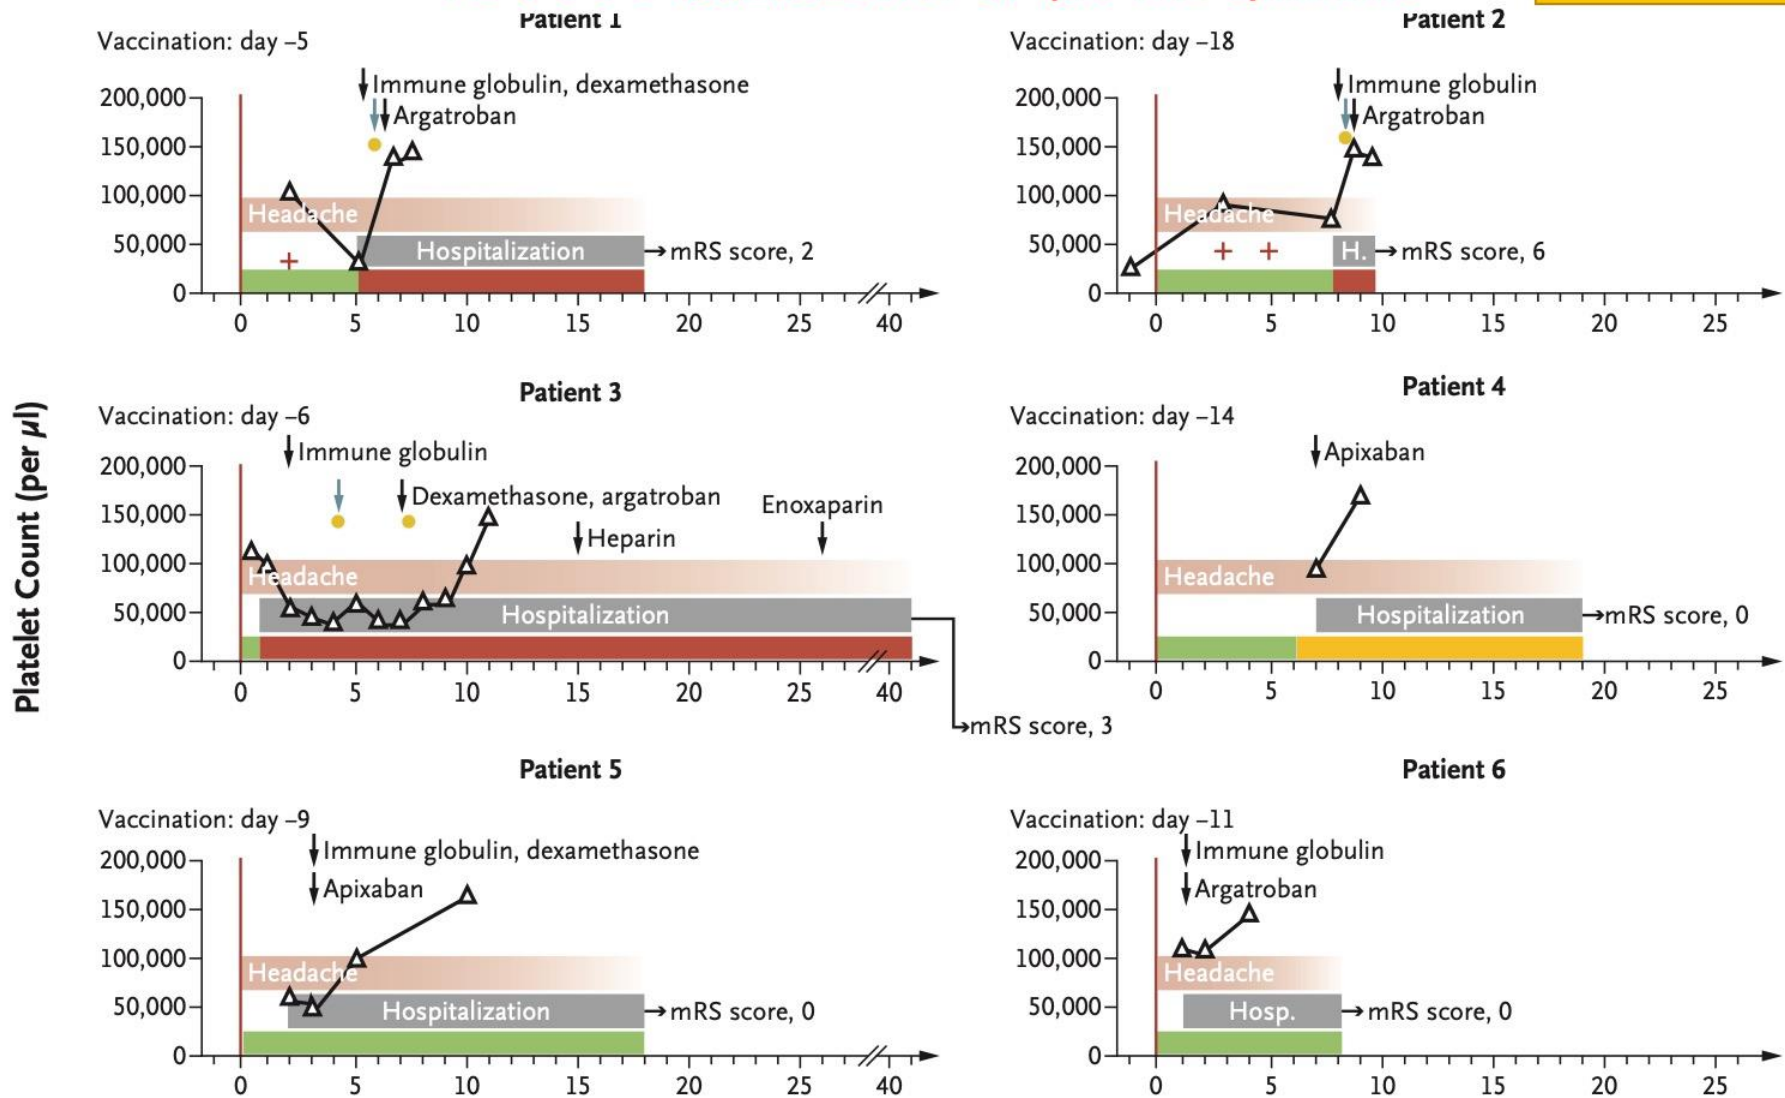 Patient 1
Vaccination: day –5
Immune globulin, dexamethasone
Argatroban
200,000
150,000
100,000
50,000
0
Headache
Hospitalization
mRS score, 2
0 5 10 15 20 25 40
Patient 2
Vaccination: day –18
Immune globulin
Argatroban
200,000
150,000
100,000
50,000
0
Headache
H.
mRS score, 6
0 5 10 15 20 25
Platelet Count (per µl)
Patient 3
Vaccination: day –6
Immune globulin
Dexamethasone, argatroban
Enoxaparin
Heparin
200,000
150,000
100,000
50,000
0
Headache
Hospitalization
0 5 10 15 20 25 40
mRS score, 3
Patient 4
Vaccination: day –14
Apixaban
200,000
150,000
100,000
50,000
0
Headache
Hospitalization
mRS score, 0
0 5 10 15 20 25
Patient 5
Vaccination: day –9
Immune globulin, dexamethasone
Apixaban
200,000
150,000
100,000
50,000
0
Headache
Hospitalization
mRS score, 0
0 5 10 15 20 25 40
Patient 6
Vaccination: day –11
Immune globulin
Argatroban
200,000
150,000
100,000
50,000
0
Headache
Hosp.
mRS score, 0
0 5 10 15 20 25